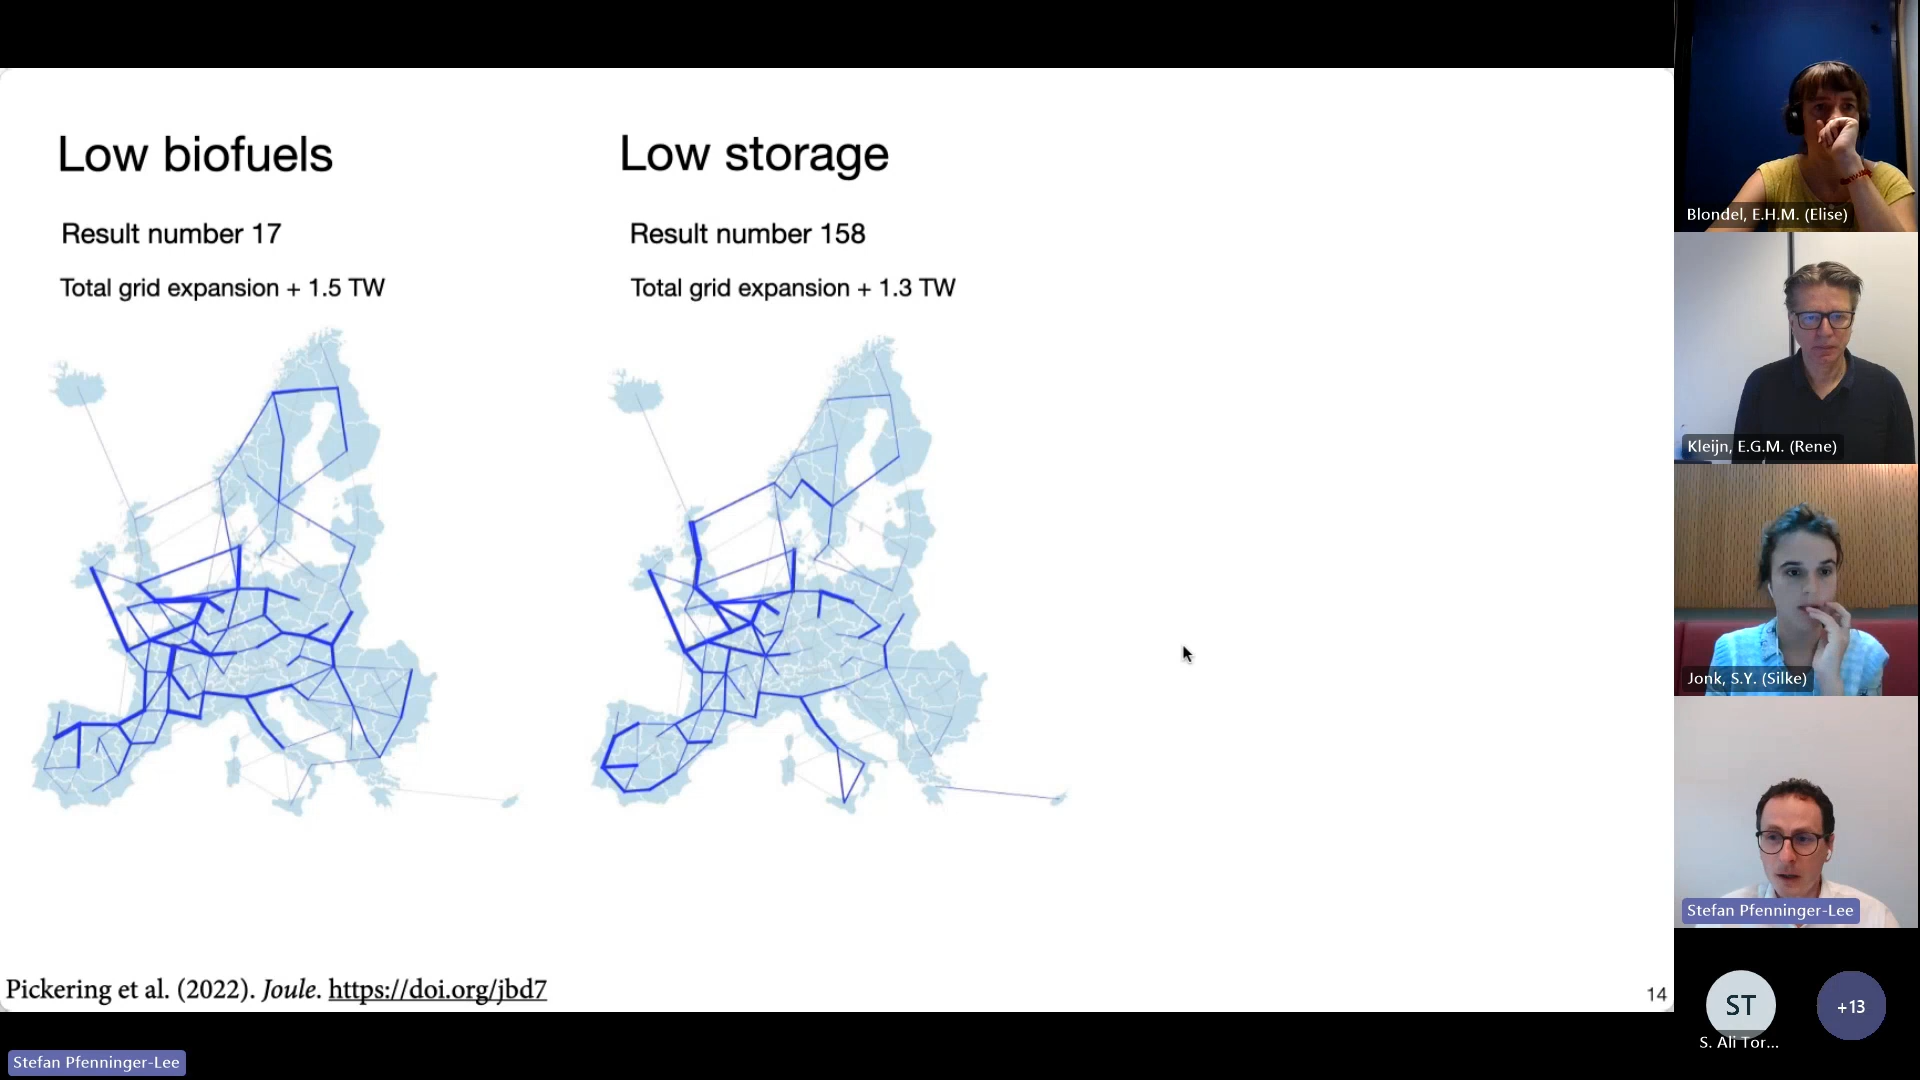 Low biofuels
Result number 17
Total grid expansion + 1.5 TW
Low storage
Result number 158
Total grid expansion + 1.3 TW
Pickering et al. (2022). Joule. https://doi.org/jbd7
14
Blondel, E.H.M. (Elise)
Kleijn, E.G.M. (Rene)
Jonk, S.Y. (Silke)
Stefan Pfenninger-Lee
ST
S. Ali Tor...
+13
Stefan Pfenninger-Lee